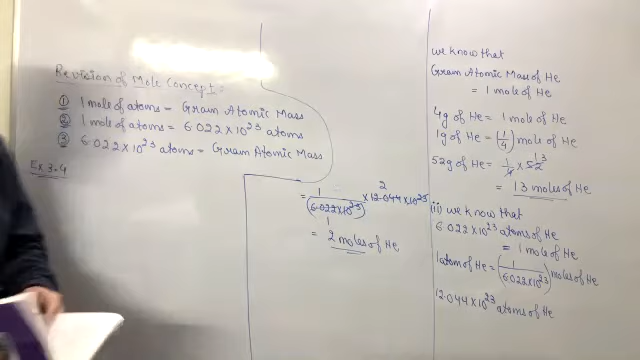 Revision of Mole Concept:
① 1 mole of atoms = Gram Atomic Mass
② 1 mole of atoms = 6.022 × 10²³ atoms
③ 6.022 × 10²³ atoms = Gram Atomic Mass
Ex 3.4
we know that
Gram Atomic Mass of He
= 1 mole of He
4g of He = 1 mole of He
1g of He = (1/4) mole of He
52g of He = 1/4 × 52 13
= 13 moles of He
(ii) we know that
6.022 × 10²³ atoms of He
= 1 mole of He
1 atom of He = (1/6.022 × 10²³) moles of He
12.044 × 10²³ atoms of He
= 1/(6.022 × 10²³) × 12.044 × 10²³ 2
1
= 2 moles of He